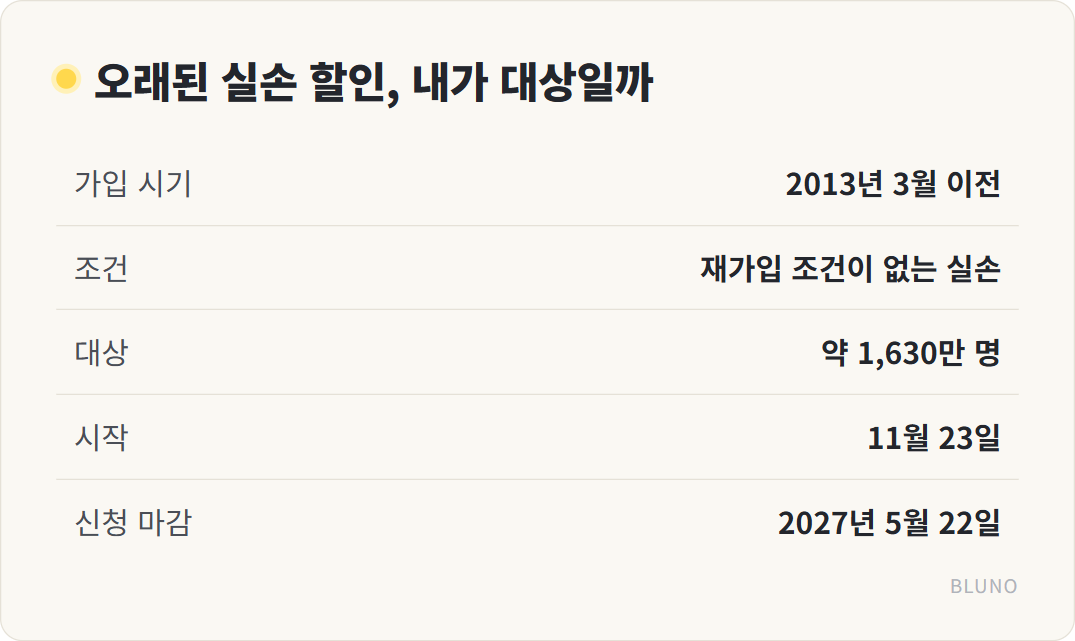 오래된 실손 할인, 내가 대상일까
가입 시기 2013년 3월 이전
조건 재가입 조건이 없는 실손
대상 약 1,630만 명
시작 11월 23일
신청 마감 2027년 5월 22일
BLUNO